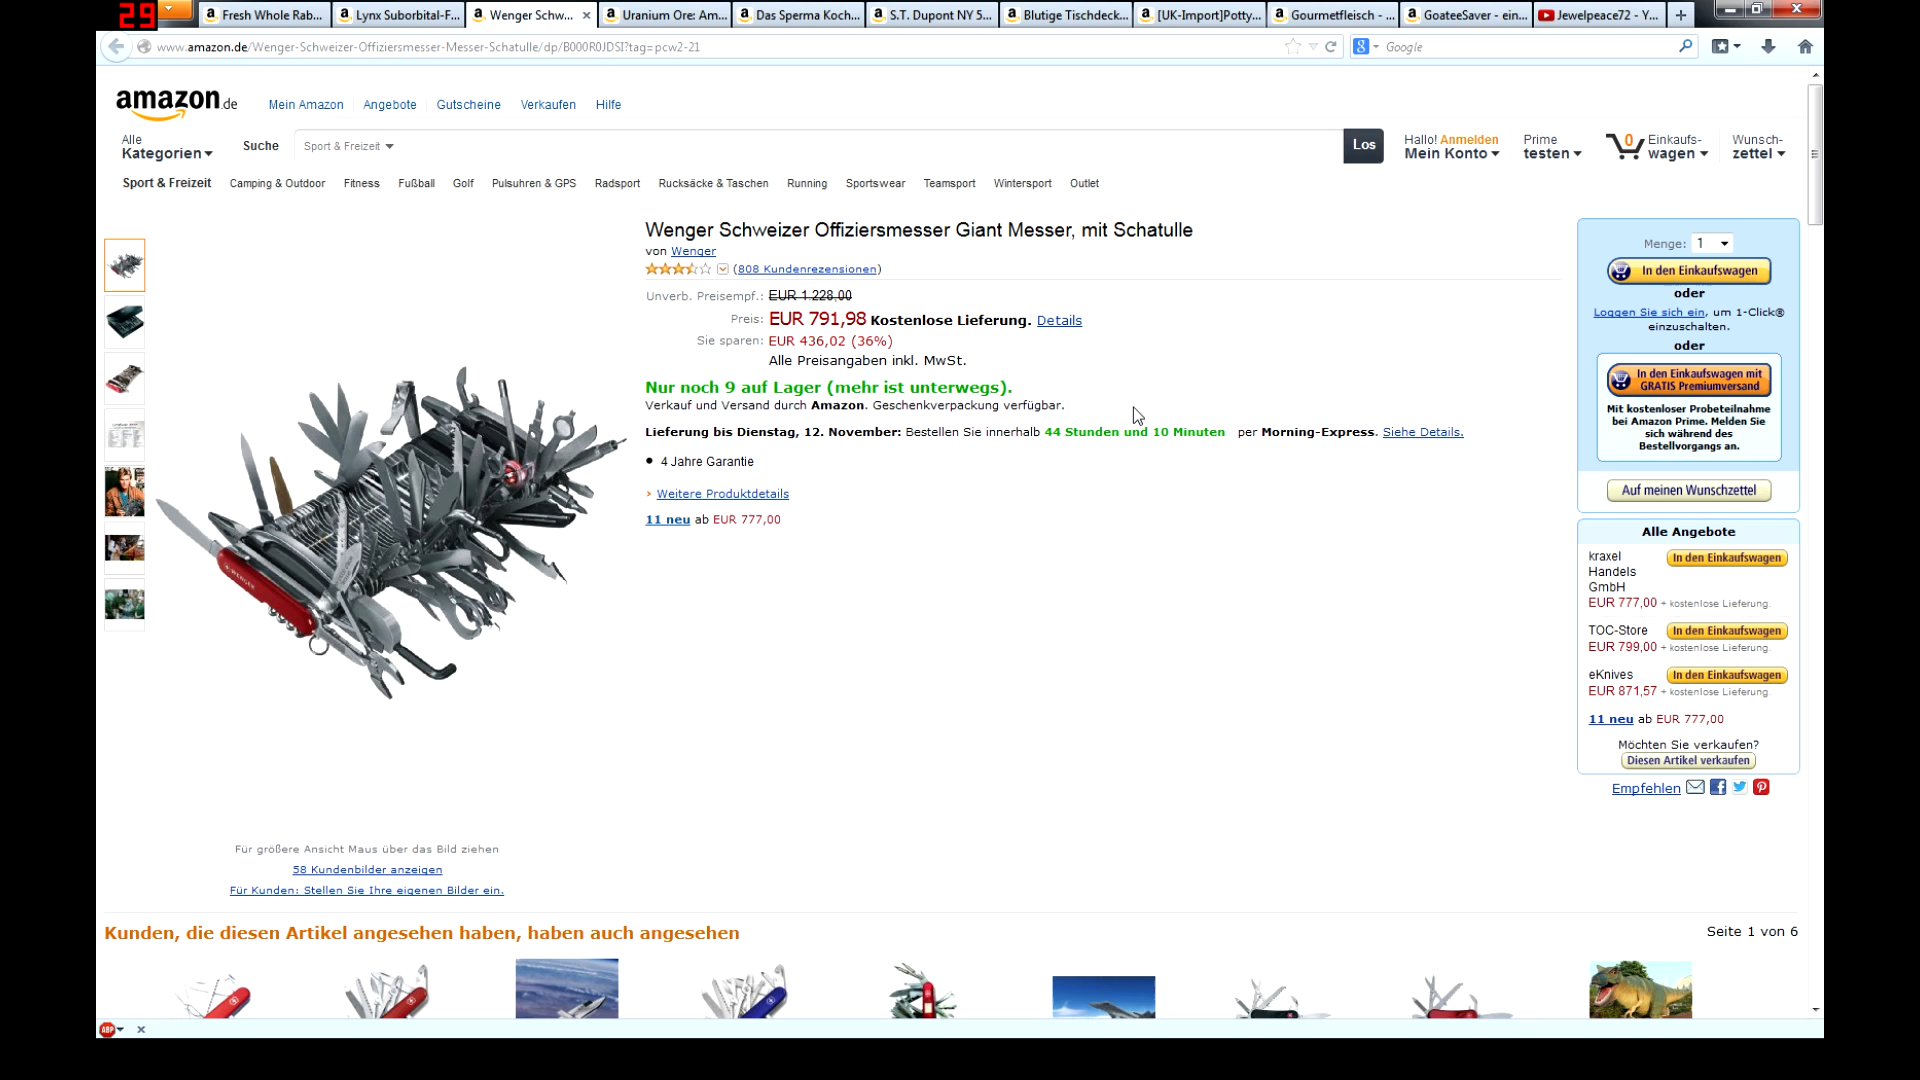 29
Fresh Whole Rab...
Lynx Suborbital-F...
Wenger Schw...
Uranium Ore: Am...
Das Sperma Koch...
S.T. Dupont NY 5...
Blutige Tischdeck...
[UK-Import]Potty...
Gourmetfleisch - ...
GoateeSaver - ein...
Jewelpeace72 - Y...
www.amazon.de/Wenger-Schweizer-Offiziersmesser-Messer-Schatulle/dp/B000R0JDSI?tag=pcw2-21
Google
amazon.de
Mein Amazon
Angebote
Gutscheine
Verkaufen
Hilfe
Alle
Kategorien
Suche
Sport & Freizeit
Los
Hallo! Anmelden
Mein Konto
Prime
testen
0
Einkaufs-
wagen
Wunsch-
zettel
Sport & Freizeit
Camping & Outdoor
Fitness
Fußball
Golf
Pulsuhren & GPS
Radsport
Rucksäcke & Taschen
Running
Sportswear
Teamsport
Wintersport
Outlet
Wenger Schweizer Offiziersmesser Giant Messer, mit Schatulle
von Wenger
(808 Kundenrezensionen)
Unverb. Preisempf.: EUR 1.228,00
Preis: EUR 791,98 Kostenlose Lieferung. Details
Sie sparen: EUR 436,02 (36%)
Alle Preisangaben inkl. MwSt.
Nur noch 9 auf Lager (mehr ist unterwegs).
Verkauf und Versand durch Amazon. Geschenkverpackung verfügbar.
Lieferung bis Dienstag, 12. November: Bestellen Sie innerhalb 44 Stunden und 10 Minuten per Morning-Express. Siehe Details.
4 Jahre Garantie
› Weitere Produktdetails
11 neu ab EUR 777,00
WENGER
Für größere Ansicht Maus über das Bild ziehen
58 Kundenbilder anzeigen
Für Kunden: Stellen Sie Ihre eigenen Bilder ein.
Menge: 1
In den Einkaufswagen
oder
Loggen Sie sich ein, um 1-Click®
einzuschalten.
oder
In den Einkaufswagen mit
GRATIS Premiumversand
Mit kostenloser Probeteilnahme
bei Amazon Prime. Melden Sie
sich während des
Bestellvorgangs an.
Auf meinen Wunschzettel
Alle Angebote
kraxel
Handels
GmbH
In den Einkaufswagen
EUR 777,00 + kostenlose Lieferung.
TOC-Store
In den Einkaufswagen
EUR 799,00 + kostenlose Lieferung.
eKnives
In den Einkaufswagen
EUR 871,57 + kostenlose Lieferung.
11 neu ab EUR 777,00
Möchten Sie verkaufen?
Diesen Artikel verkaufen
Empfehlen
Kunden, die diesen Artikel angesehen haben, haben auch angesehen
Seite 1 von 6
ABP